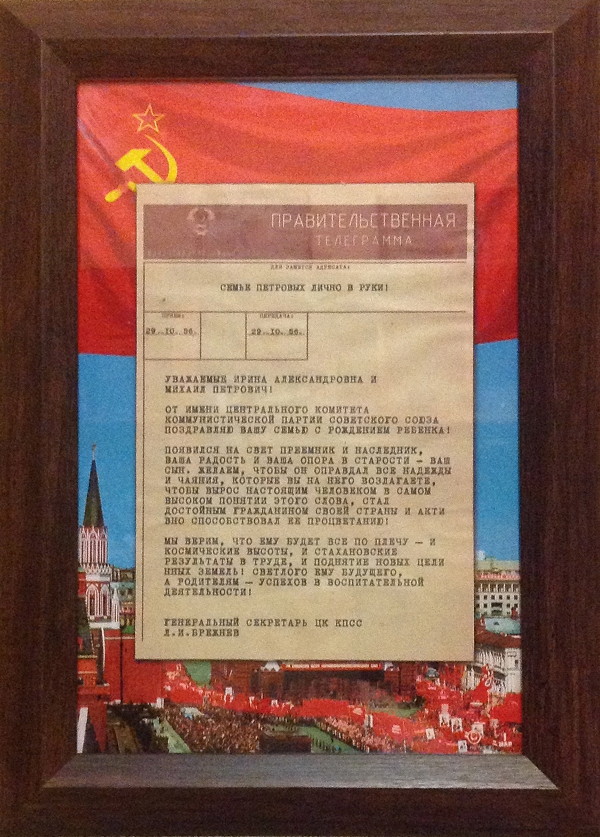 ПРАВИТЕЛЬСТВЕННАЯ
ТЕЛЕГРАММА
СЕМЬЕ ПЕТРОВЫХ ЛИЧНО В РУКИ!
ПРИЕМ:
ПЕРЕДАЧА:
29.10.56.
29.10.56.
УВАЖАЕМЫЕ ИРИНА АЛЕКСАНДРОВНА И
МИХАИЛ ПЕТРОВИЧ!
ОТ ИМЕНИ ЦЕНТРАЛЬНОГО КОМИТЕТА
КОММУНИСТИЧЕСКОЙ ПАРТИИ СОВЕТСКОГО СОЮЗА
ПОЗДРАВЛЯЮ ВАШУ СЕМЬЮ С РОЖДЕНИЕМ РЕБЕНКА!
ПОЯВИЛСЯ НА СВЕТ ПРЕЕМНИК И НАСЛЕДНИК,
ВАША РАДОСТЬ И ВАША ОПОРА В СТАРОСТИ – ВАШ
СЫН. ЖЕЛАЕМ, ЧТОБЫ ОН ОПРАВДАЛ ВСЕ НАДЕЖДЫ
И ЧАЯНИЯ, КОТОРЫЕ ВЫ НА НЕГО ВОЗЛАГАЕТЕ,
ЧТОБЫ ВЫРОС НАСТОЯЩИМ ЧЕЛОВЕКОМ В САМОМ
ВЫСОКОМ ПОНЯТИИ ЭТОГО СЛОВА, СТАЛ
ДОСТОЙНЫМ ГРАЖДАНИНОМ СВОЕЙ СТРАНЫ И АКТИ
ВНО СПОСОБСТВОВАЛ ЕЕ ПРОЦВЕТАНИЮ!
МЫ ВЕРИМ, ЧТО ЕМУ БУДЕТ ВСЕ ПО ПЛЕЧУ – И
КОСМИЧЕСКИЕ ВЫСОТЫ, И СТАХАНОВСКИЕ
РЕЗУЛЬТАТЫ В ТРУДЕ, И ПОДНЯТИЕ НОВЫХ ЦЕЛИ
ННЫХ ЗЕМЕЛЬ! СВЕТЛОГО ЕМУ БУДУЩЕГО,
А РОДИТЕЛЯМ – УСПЕХОВ В ВОСПИТАТЕЛЬНОЙ
ДЕЯТЕЛЬНОСТИ!
ГЕНЕРАЛЬНЫЙ СЕКРЕТАРЬ ЦК КПСС
Л.И.БРЕЖНЕВ